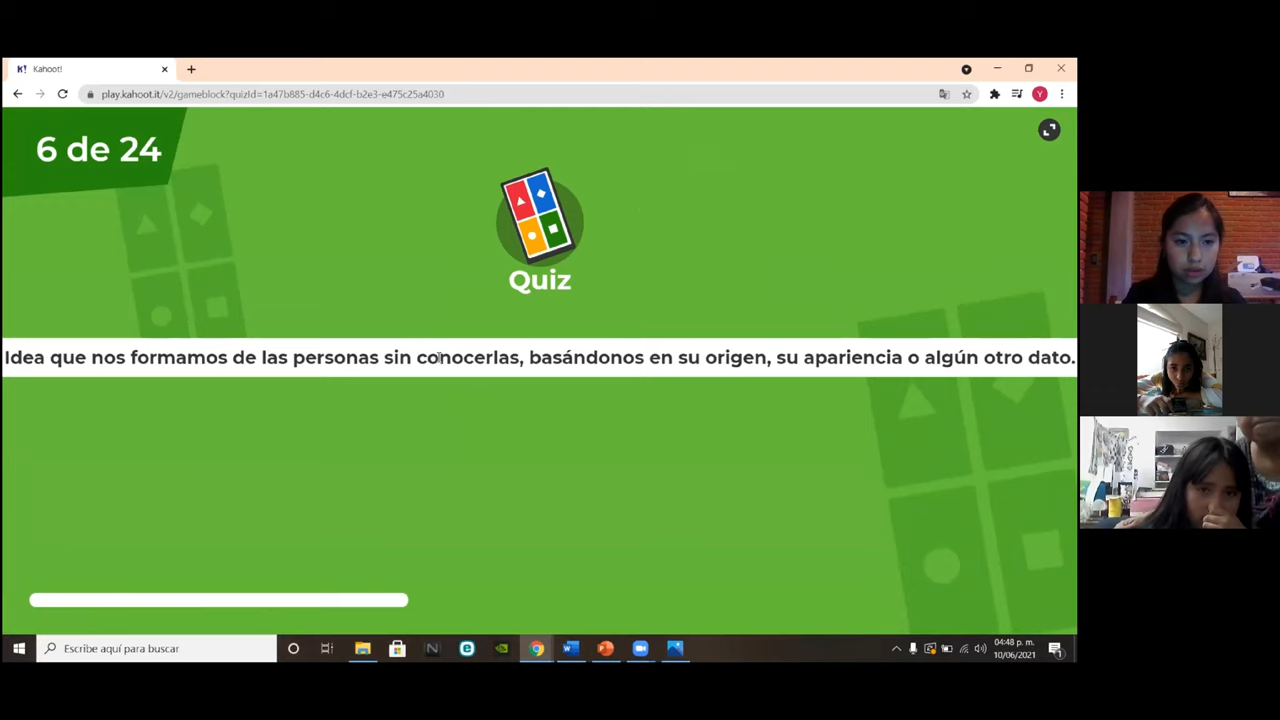 Kahoot!
play.kahoot.it/v2/gameblock?quizId=1a47b885-d4c6-4dcf-b2e3-e475c25a4030
Y
6 de 24
Quiz
Idea que nos formamos de las personas sin conocerlas, basándonos en su origen, su apariencia o algún otro dato.
Escribe aquí para buscar
04:48 p. m.
10/06/2021